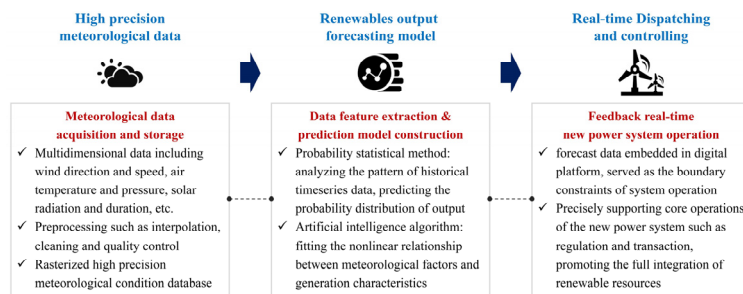 High precision
meteorological data
Renewables output
forecasting model
Real-time Dispatching
and controlling
Meteorological data
acquisition and storage
✓ Multidimensional data including
wind direction and speed, air
temperature and pressure, solar
radiation and duration, etc.
✓ Preprocessing such as interpolation,
cleaning and quality control
✓ Rasterized high precision
meteorological condition database
Data feature extraction &
prediction model construction
✓ Probability statistical method:
analyzing the pattern of historical
timeseries data, predicting the
probability distribution of output
✓ Artificial intelligence algorithm:
fitting the nonlinear relationship
between meteorological factors and
generation characteristics
Feedback real-time
new power system operation
✓ forecast data embedded in digital
platform, served as the boundary
constraints of system operation
✓ Precisely supporting core operations
of the new power system such as
regulation and transaction,
promoting the full integration of
renewable resources